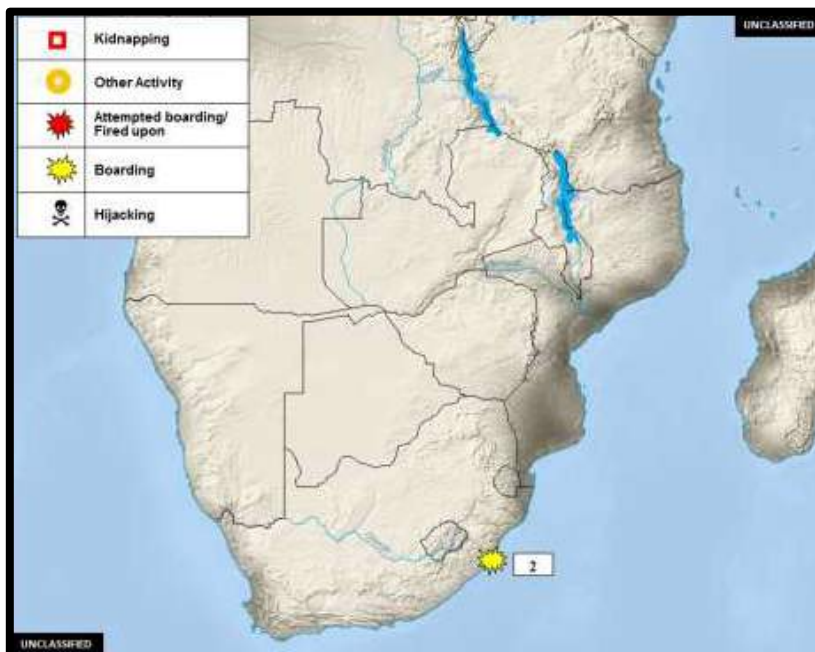 UNCLASSIFIED
Kidnapping
Other Activity
Attempted boarding/
Fired upon
Boarding
Hijacking
2
UNCLASSIFIED